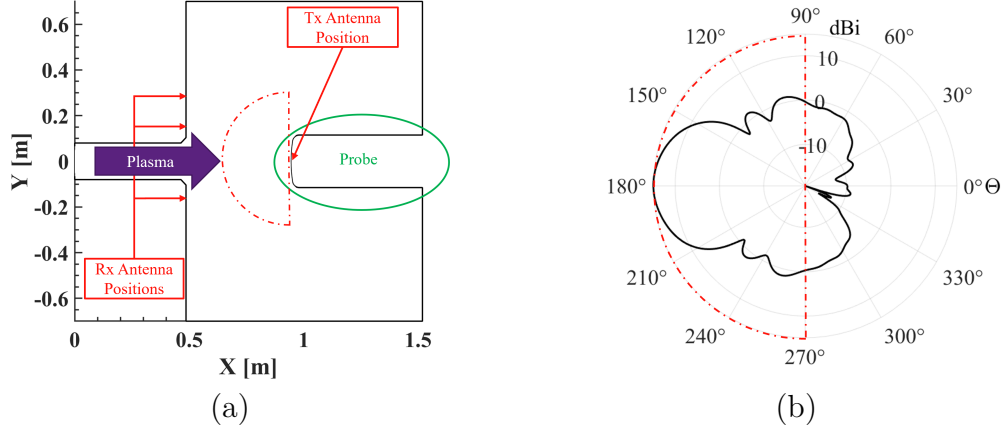 0.6
0.4
0.2
0
-0.2
-0.4
-0.6
Y [m]
0
0.5
1
1.5
X [m]
Tx Antenna
Position
Plasma
Probe
Rx Antenna
Positions
(a)
90°
dBi
120°
60°
10
150°
30°
0
-10
180°
0°Θ
210°
330°
240°
300°
270°
(b)